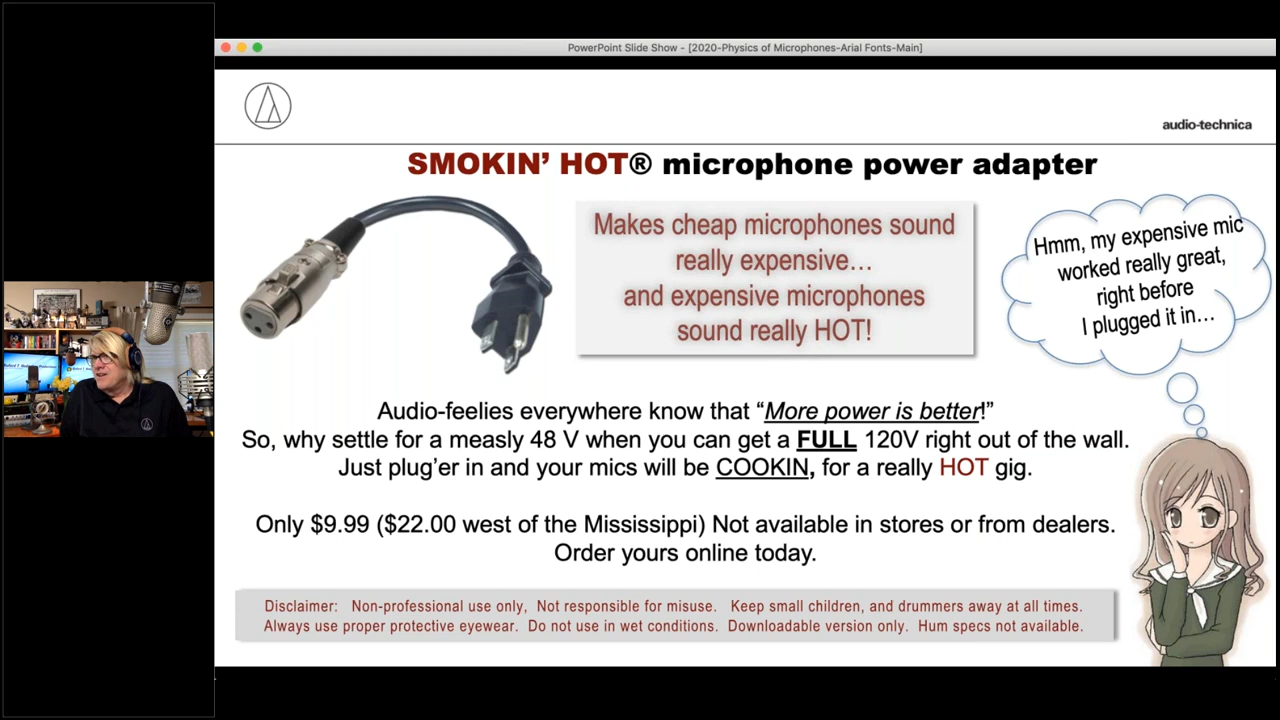 PowerPoint Slide Show - [2020-Physics of Microphones-Arial Fonts-Main]
audio-technica
SMOKIN’ HOT® microphone power adapter
Makes cheap microphones sound
really expensive…
and expensive microphones
sound really HOT!
Hmm, my expensive mic
worked really great,
right before
I plugged it in…
Audio-feelies everywhere know that “More power is better!”
So, why settle for a measly 48 V when you can get a FULL 120V right out of the wall.
Just plug’er in and your mics will be COOKIN, for a really HOT gig.
Only $9.99 ($22.00 west of the Mississippi) Not available in stores or from dealers.
Order yours online today.
Disclaimer: Non-professional use only, Not responsible for misuse. Keep small children, and drummers away at all times.
Always use proper protective eyewear. Do not use in wet conditions. Downloadable version only. Hum specs not available.